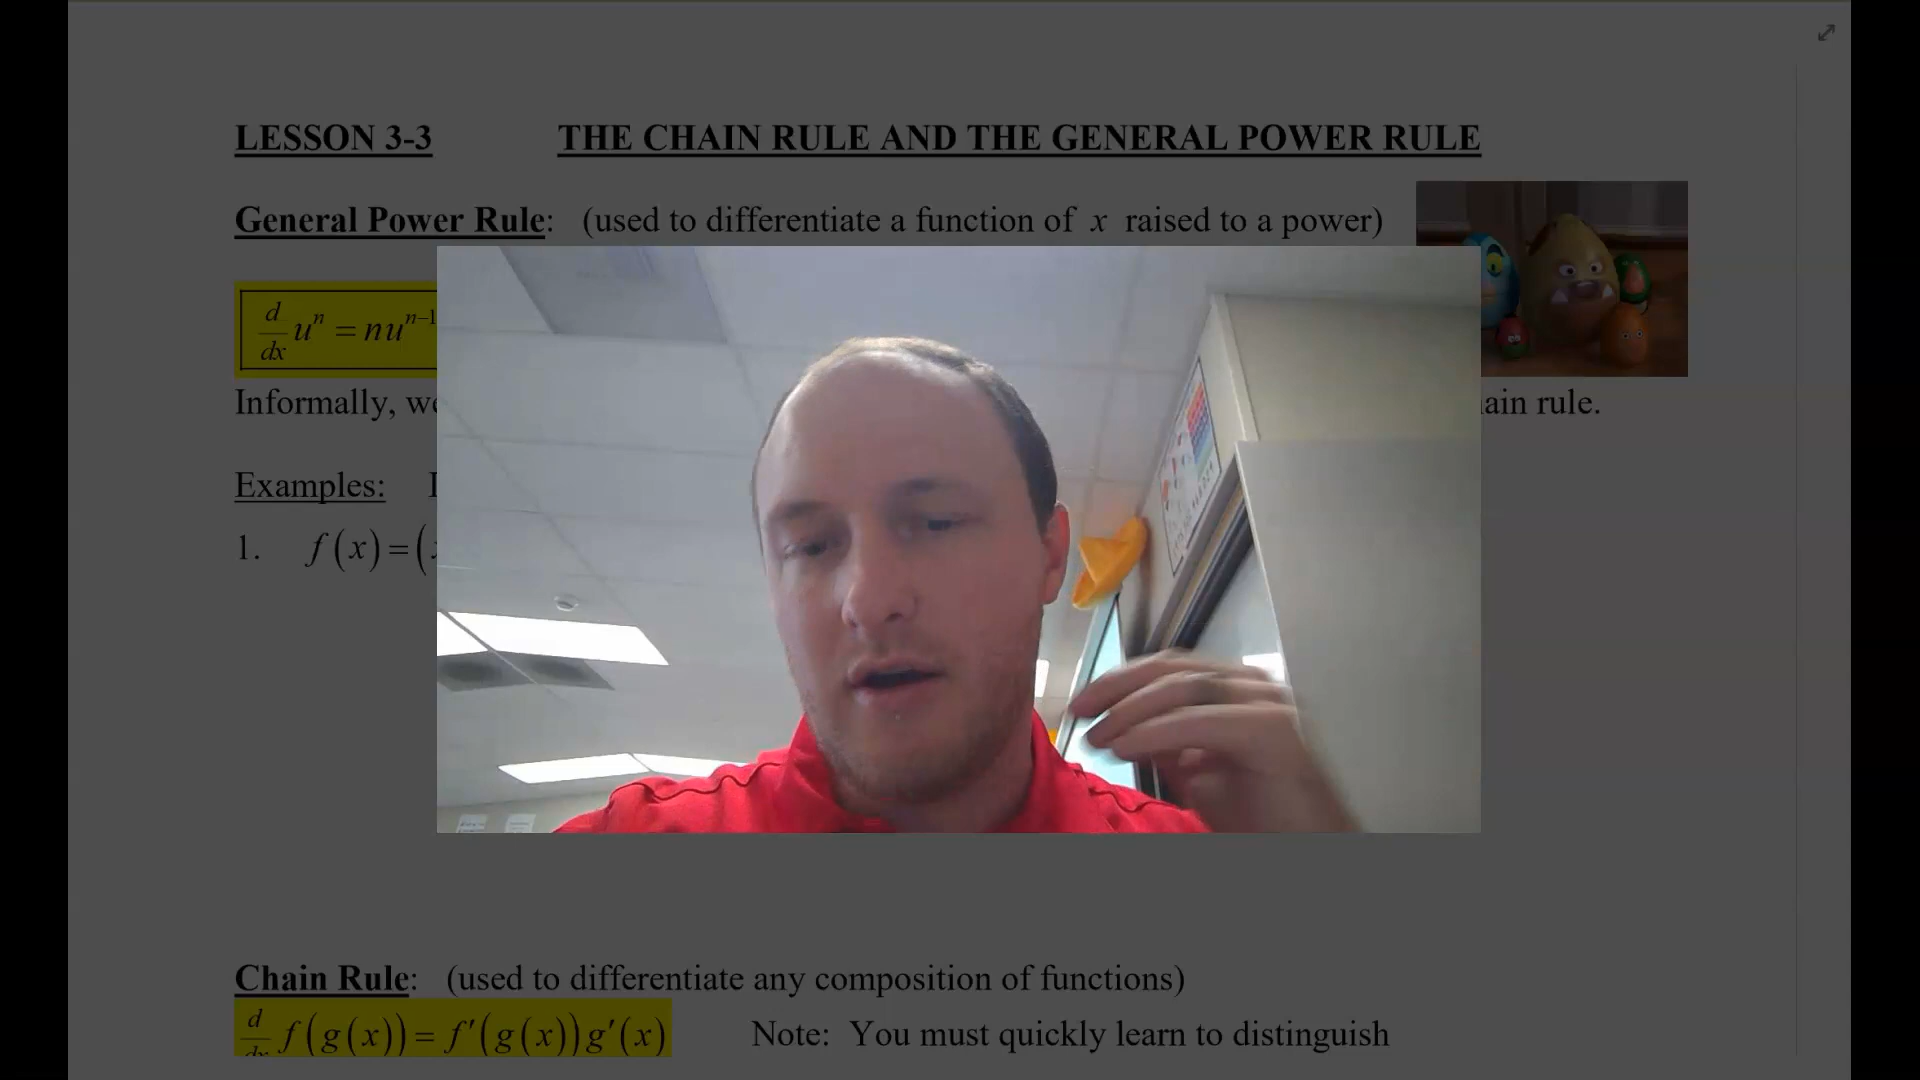 LESSON 3-3 THE CHAIN RULE AND THE GENERAL POWER RULE
General Power Rule: (used to differentiate a function of x raised to a power)
d/dx uⁿ = nuⁿ⁻¹
Informally, we ain rule.
Examples:
1. f(x)=(
Chain Rule: (used to differentiate any composition of functions)
d/dx f(g(x)) = f′(g(x))g′(x) Note: You must quickly learn to distinguish